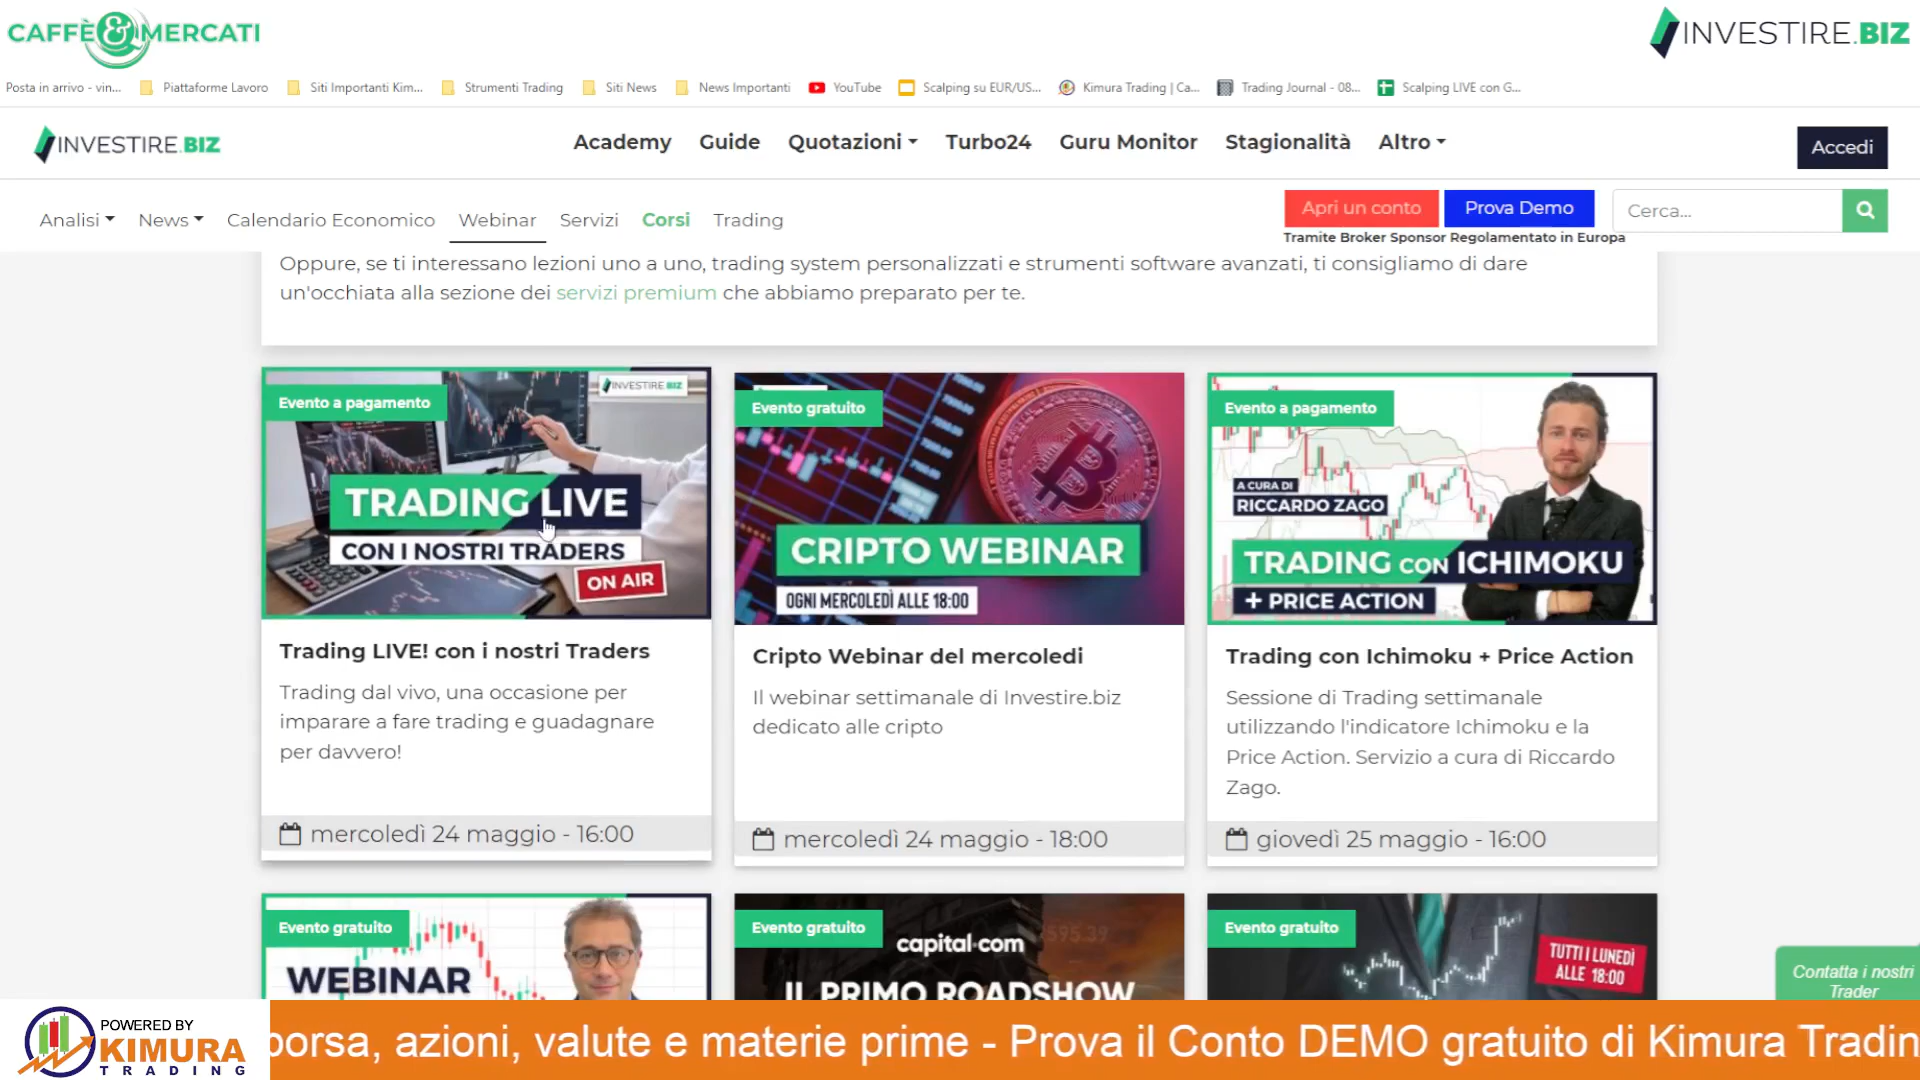 CAFFÈ&MERCATI
INVESTIRE.BIZ
Posta in arrivo - vin...
Piattaforme Lavoro
Siti Importanti Kim...
Strumenti Trading
Siti News
News Importanti
YouTube
Scalping su EUR/US...
Kimura Trading | Ca...
Trading Journal - 08...
Scalping LIVE con G...
INVESTIRE.BIZ
Academy
Guide
Quotazioni
Turbo24
Guru Monitor
Stagionalità
Altro
Accedi
Analisi
News
Calendario Economico
Webinar
Servizi
Corsi
Trading
Apri un conto
Prova Demo
Cerca...
Tramite Broker Sponsor Regolamentato in Europa
Oppure, se ti interessano lezioni uno a uno, trading system personalizzati e strumenti software avanzati, ti consigliamo di dare
un'occhiata alla sezione dei servizi premium che abbiamo preparato per te.
Evento a pagamento
INVESTIRE.BIZ
TRADING LIVE
CON I NOSTRI TRADERS
ON AIR
Trading LIVE! con i nostri Traders
Trading dal vivo, una occasione per
imparare a fare trading e guadagnare
per davvero!
mercoledì 24 maggio - 16:00
Evento gratuito
CRIPTO WEBINAR
OGNI MERCOLEDÌ ALLE 18:00
Cripto Webinar del mercoledi
Il webinar settimanale di Investire.biz
dedicato alle cripto
mercoledì 24 maggio - 18:00
Evento a pagamento
A CURA DI
RICCARDO ZAGO
TRADING CON ICHIMOKU
+ PRICE ACTION
Trading con Ichimoku + Price Action
Sessione di Trading settimanale
utilizzando l'indicatore Ichimoku e la
Price Action. Servizio a cura di Riccardo
Zago.
giovedì 25 maggio - 16:00
Evento gratuito
WEBINAR
Evento gratuito
capital.com
IL PRIMO ROADSHOW
Evento gratuito
TUTTI I LUNEDÌ
ALLE 18:00
Contatta i nostri
Trader
POWERED BY
KIMURA
TRADING
borsa, azioni, valute e materie prime - Prova il Conto DEMO gratuito di Kimura Tradin